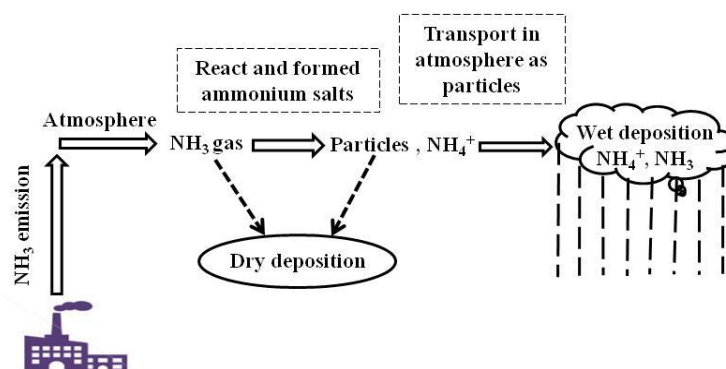 Transport in
atmosphere as
particles
React and formed
ammonium salts
Atmosphere
NH₃ gas
Particles , NH₄⁺
Wet deposition
NH₄⁺, NH₃
NH₃ emission
Dry deposition